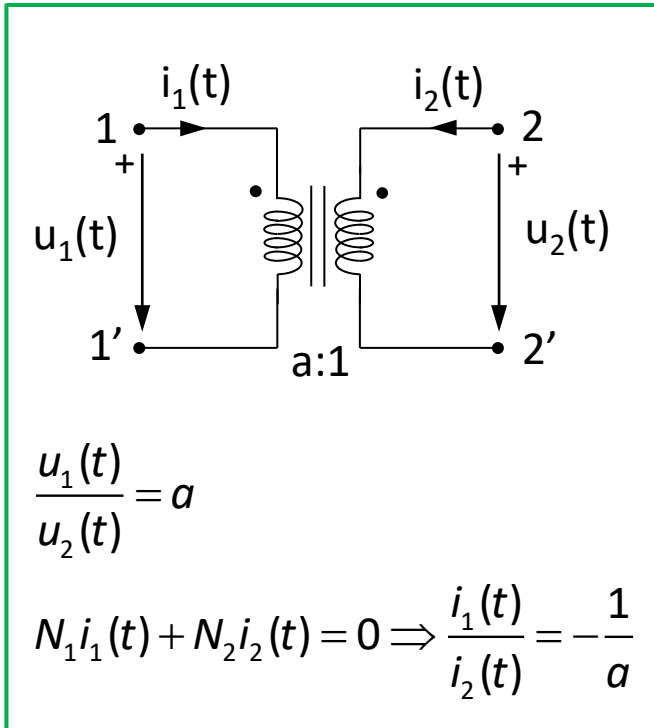 i₁(t) i₂(t)
1 2
+ +
u₁(t) u₂(t)
1’ 2’
a:1
u₁(t)/u₂(t) = a
N₁i₁(t) + N₂i₂(t) = 0 ⇒ i₁(t)/i₂(t) = −1/a